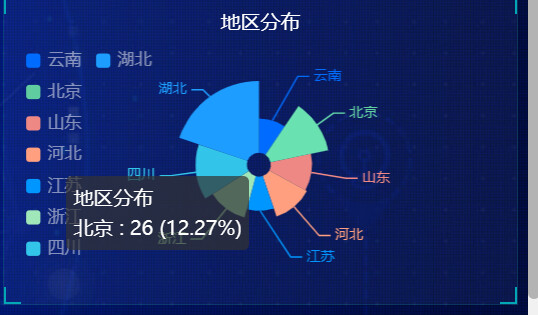 地区分布
云南 湖北
北京
山东
河北
江苏
浙江
四川
云南
湖北
北京
四川
山东
地区分布
北京 : 26 (12.27%)
浙江
河北
江苏